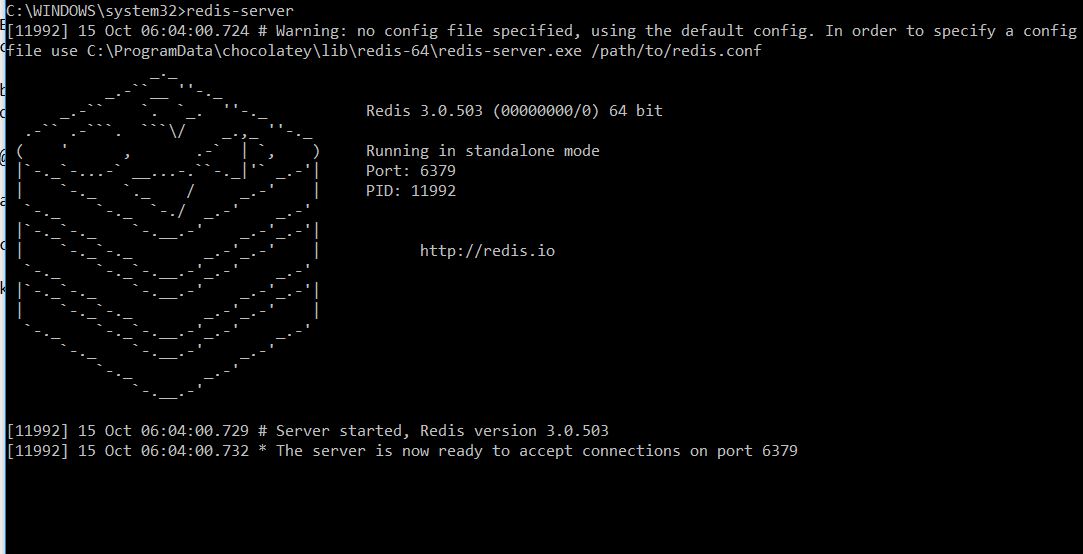 C:\WINDOWS\system32>redis-server
[11992] 15 Oct 06:04:00.724 # Warning: no config file specified, using the default config. In order to specify a config
file use C:\ProgramData\chocolatey\lib\redis-64\redis-server.exe /path/to/redis.conf
Redis 3.0.503 (00000000/0) 64 bit
Running in standalone mode
Port: 6379
PID: 11992
http://redis.io
[11992] 15 Oct 06:04:00.729 # Server started, Redis version 3.0.503
[11992] 15 Oct 06:04:00.732 * The server is now ready to accept connections on port 6379